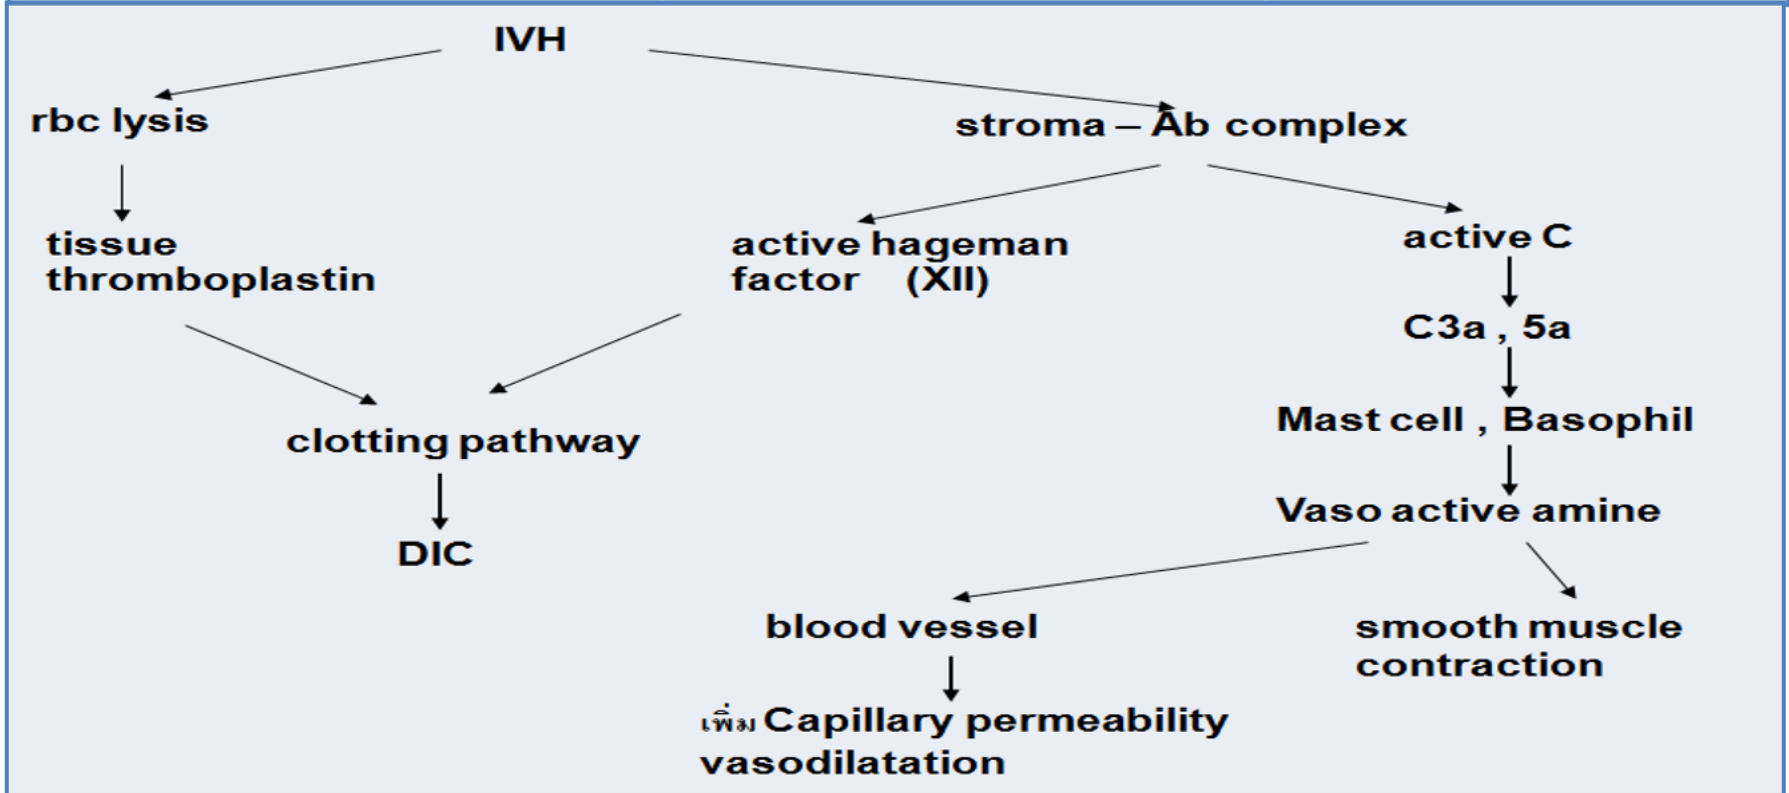 IVH
rbc lysis
stroma – Ab complex
tissue
thromboplastin
active hageman
factor (XII)
active C
C3a , 5a
Mast cell , Basophil
clotting pathway
Vaso active amine
DIC
blood vessel
smooth muscle
contraction
เพิ่ม Capillary permeability
vasodilatation